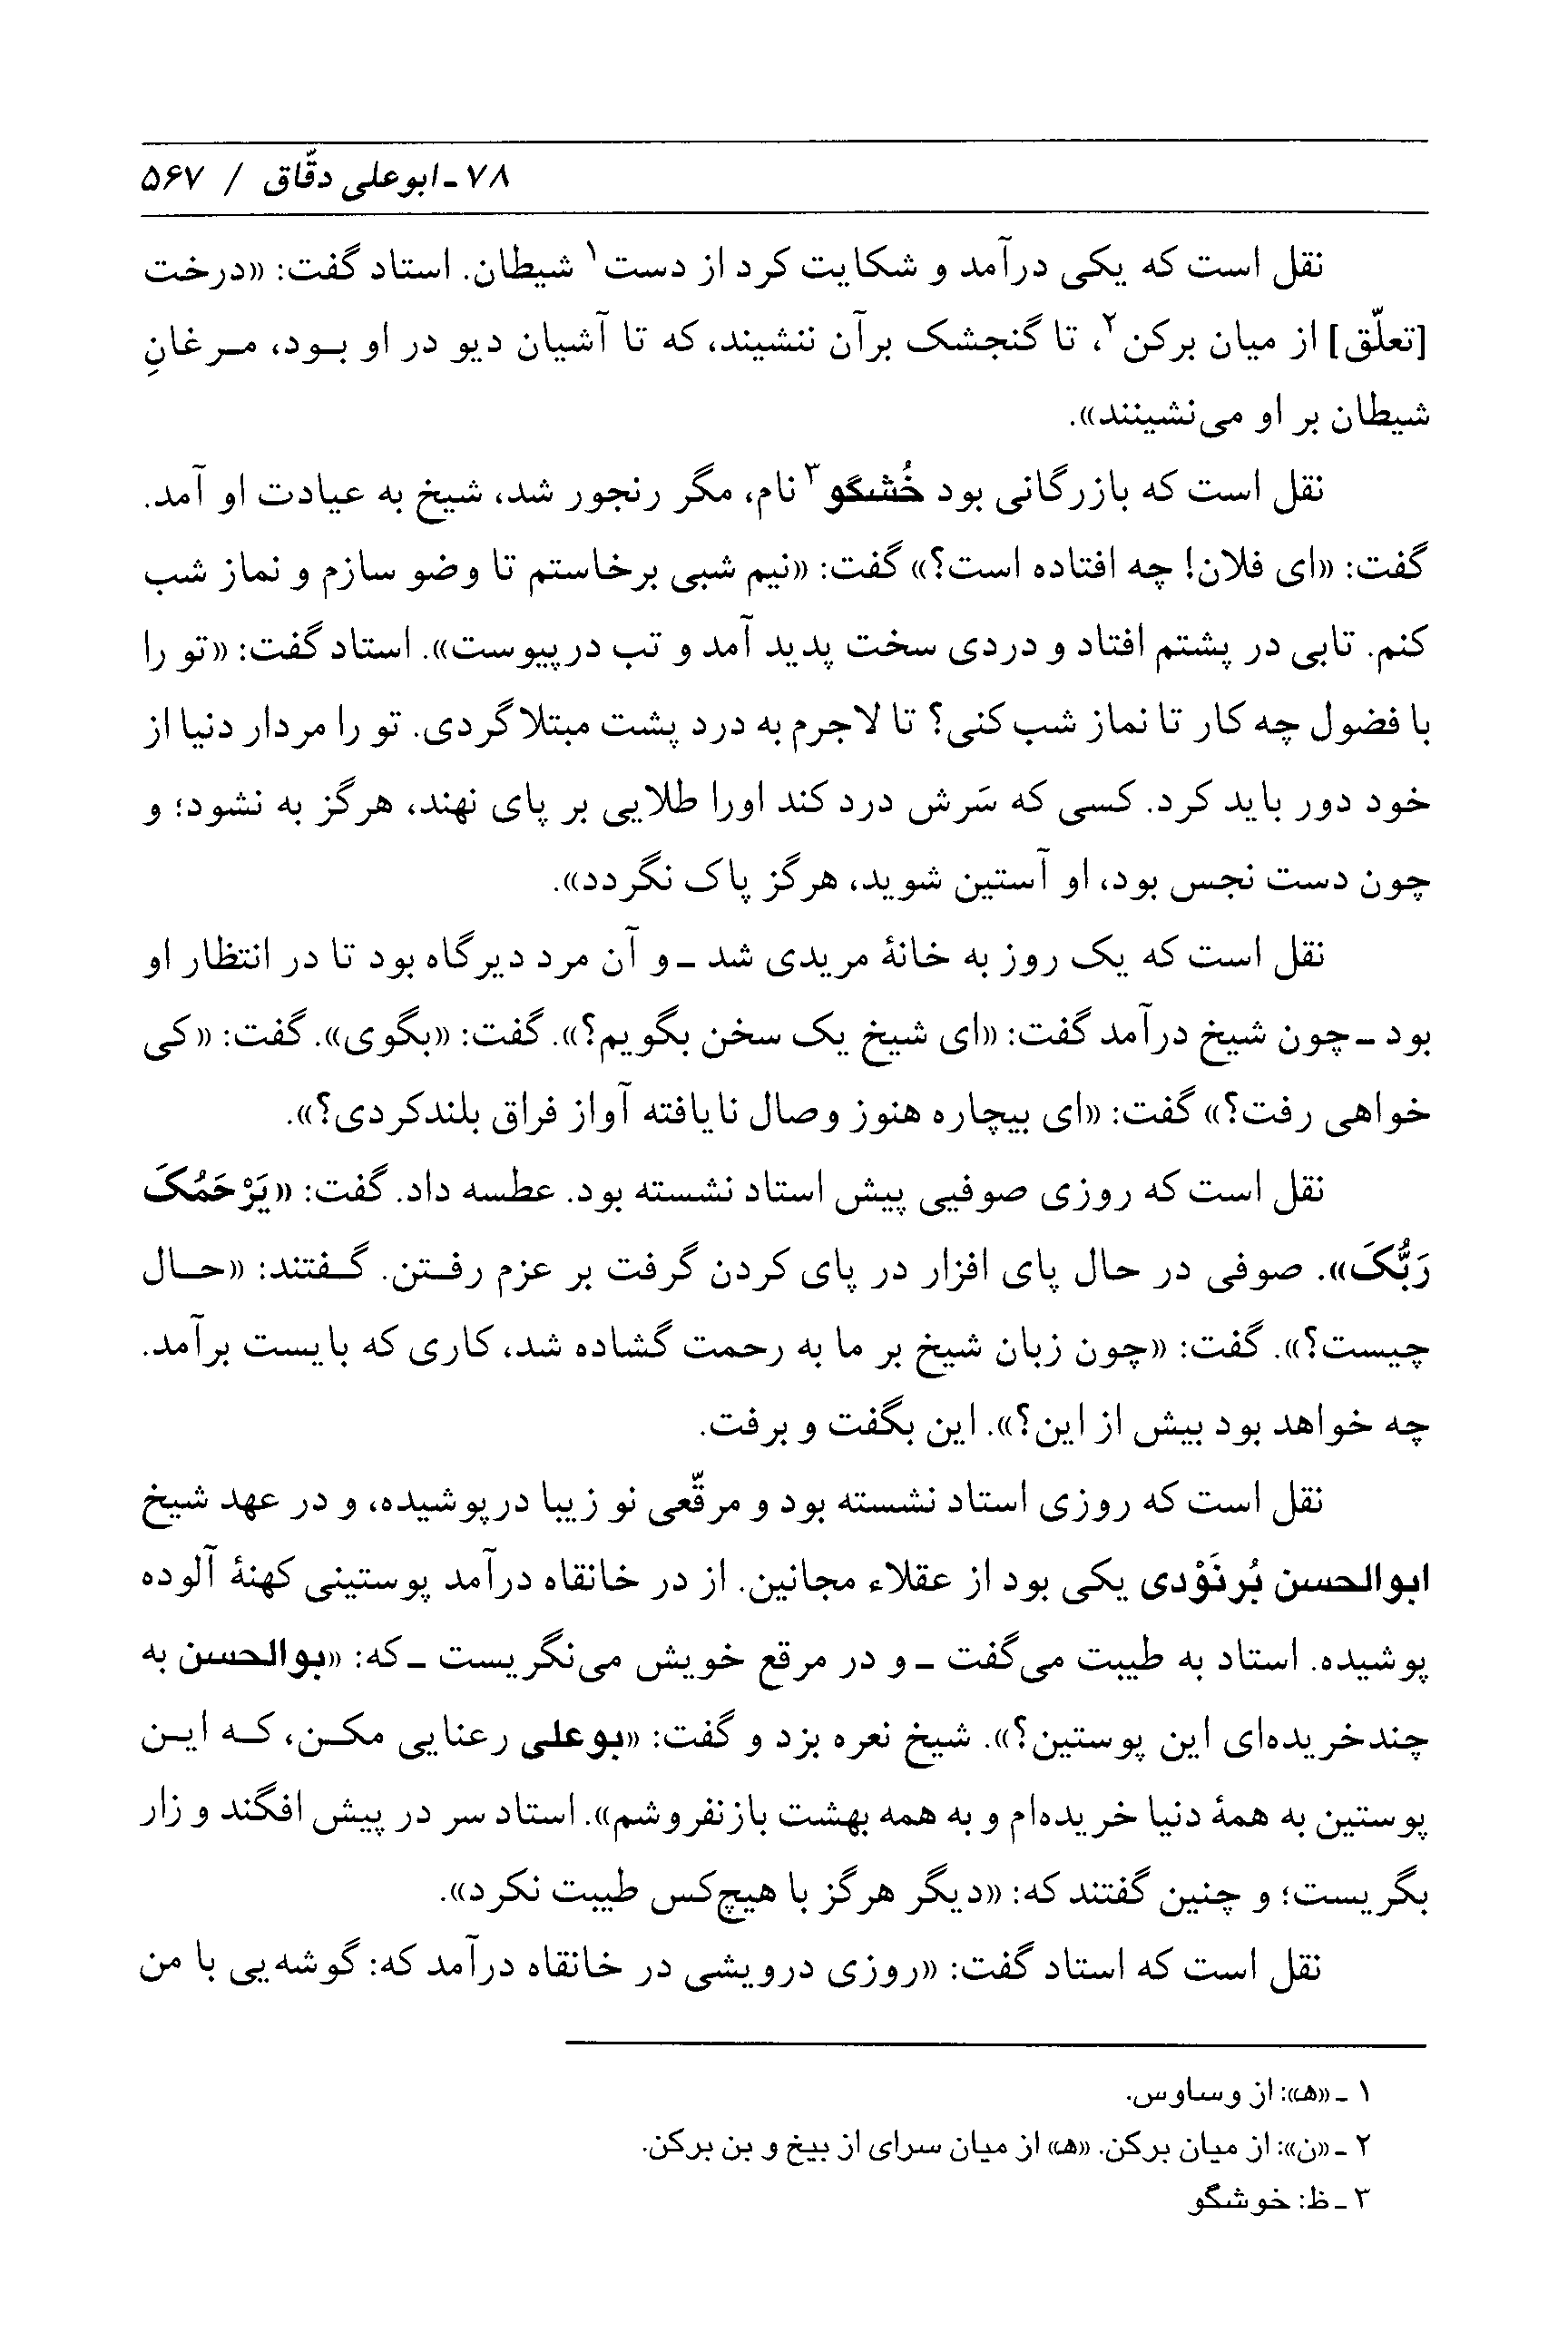 ۷۸ ـ ابوعلی دقّاق / ۵۶۷
نقل است که یکی درآمد و شکایت کرد از دست۱ شیطان. استاد گفت: «درخت
[تعلّق] از میان برکن۲، تا گنجشک برآن ننشیند، که تا آشیان دیو در او بـود، مـرغانِ
شیطان بر او می‌نشینند».
نقل است که بازرگانی بود خُشگو۳ نام، مگر رنجور شد، شیخ به عیادت او آمد.
گفت: «ای فلان! چه افتاده است؟» گفت: «نیم شبی برخاستم تا وضو سازم و نماز شب
کنم. تابی در پشتم افتاد و دردی سخت پدید آمد و تب درپیوست». استاد گفت: «تو را
با فضول چه کار تا نماز شب کنی؟ تا لاجرم به درد پشت مبتلا گردی. تو را مردار دنیا از
خود دور باید کرد. کسی که سَرش درد کند اورا طلایی بر پای نهند، هرگز به نشود؛ و
چون دست نجس بود، او آستین شوید، هرگز پاک نگردد».
نقل است که یک روز به خانهٔ مریدی شد ـ و آن مرد دیرگاه بود تا در انتظار او
بود ـ چون شیخ درآمد گفت: «ای شیخ یک سخن بگویم؟». گفت: «بگوی». گفت: «کی
خواهی رفت؟» گفت: «ای بیچاره هنوز وصال نایافته آواز فراق بلندکردی؟».
نقل است که روزی صوفیی پیش استاد نشسته بود. عطسه داد. گفت: «یَرْحَمُکَ
رَبُّکَ». صوفی در حال پای افزار در پای کردن گرفت بر عزم رفـتن. گـفتند: «حـال
چیست؟». گفت: «چون زبان شیخ بر ما به رحمت گشاده شد، کاری که بایست برآمد.
چه خواهد بود بیش از این؟». این بگفت و برفت.
نقل است که روزی استاد نشسته بود و مرقّعی نو زیبا درپوشیده، و در عهد شیخ
ابوالحسن بُرنَوْدی یکی بود از عقلاء مجانین. از در خانقاه درآمد پوستینی کهنهٔ آلوده
پوشیده. استاد به طیبت می‌گفت ـ و در مرقع خویش می‌نگریست ـ که: «بوالحسن به
چندخریده‌ای این پوستین؟». شیخ نعره بزد و گفت: «بوعلی رعنایی مکـن، کـه ایـن
پوستین به همهٔ دنیا خریده‌ام و به همه بهشت بازنفروشم». استاد سر در پیش افگند و زار
بگریست؛ و چنین گفتند که: «دیگر هرگز با هیچ‌کس طیبت نکرد».
نقل است که استاد گفت: «روزی درویشی در خانقاه درآمد که: گوشه‌یی با من
۱ ـ «هـ»: از وساوس.
۲ ـ «ن»: از میان برکن. «هـ» از میان سرای از بیخ و بن برکن.
۳ ـ ظ: خوشگو